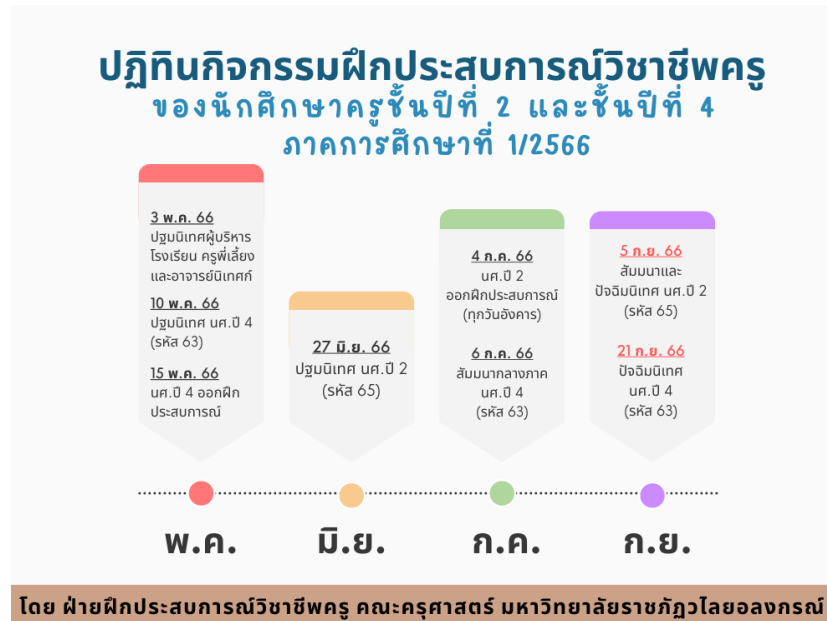 ปฏิทินกิจกรรมฝึกประสบการณ์วิชาชีพครู
ของนักศึกษาครูชั้นปีที่ 2 และชั้นปีที่ 4
ภาคการศึกษาที่ 1/2566
3 พ.ค. 66
ปฐมนิเทศผู้บริหาร
โรงเรียน ครูพี่เลี้ยง
และอาจารย์นิเทศก์
10 พ.ค. 66
ปฐมนิเทศ นศ.ปี 4
(รหัส 63)
15 พ.ค. 66
นศ.ปี 4 ออกฝึก
ประสบการณ์
27 มิ.ย. 66
ปฐมนิเทศ นศ.ปี 2
(รหัส 65)
4 ก.ค. 66
นศ.ปี 2
ออกฝึกประสบการณ์
(ทุกวันอังคาร)
6 ก.ค. 66
สัมมนากลางภาค
นศ.ปี 4
(รหัส 63)
5 ก.ย. 66
สัมมนาและ
ปัจฉิมนิเทศ นศ.ปี 2
(รหัส 65)
21 ก.ย. 66
ปัจฉิมนิเทศ
นศ.ปี 4
(รหัส 63)
พ.ค.
มิ.ย.
ก.ค.
ก.ย.
โดย ฝ่ายฝึกประสบการณ์วิชาชีพครู คณะครุศาสตร์ มหาวิทยาลัยราชภัฏวไลยอลงกรณ์